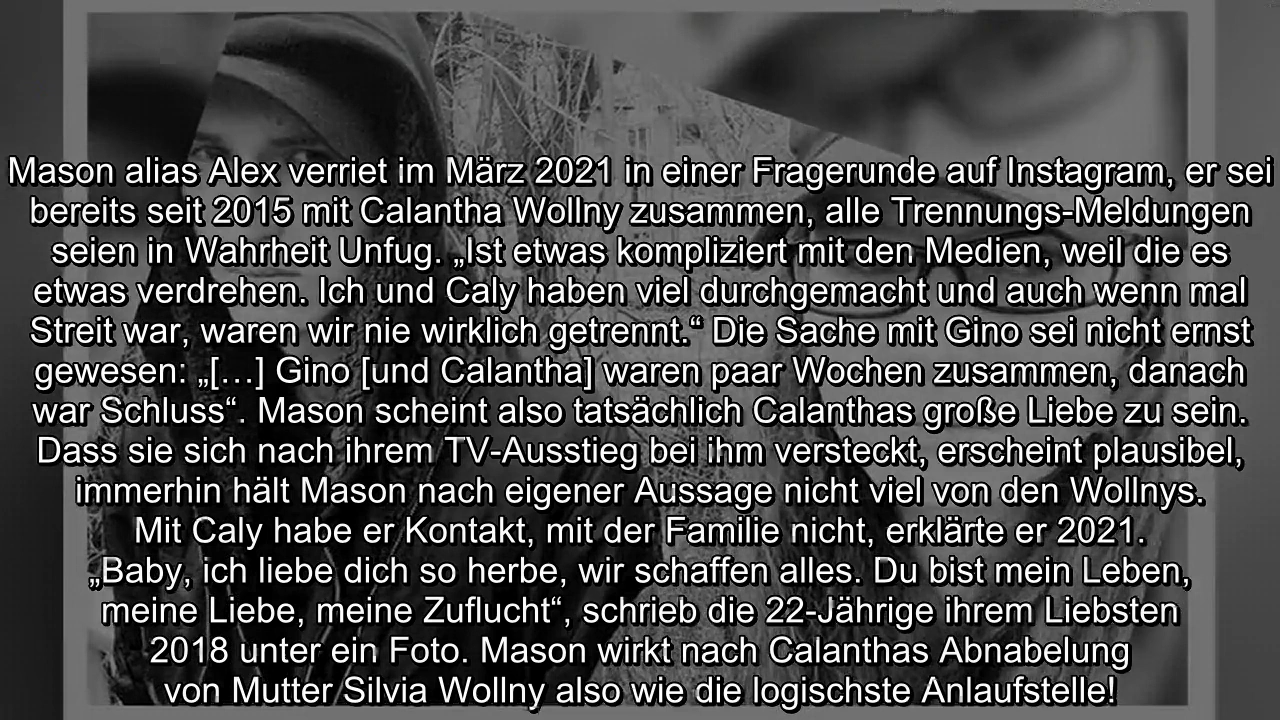 Mason alias Alex verriet im März 2021 in einer Fragerunde auf Instagram, er sei
bereits seit 2015 mit Calantha Wollny zusammen, alle Trennungs-Meldungen
seien in Wahrheit Unfug. „Ist etwas kompliziert mit den Medien, weil die es
etwas verdrehen. Ich und Caly haben viel durchgemacht und auch wenn mal
Streit war, waren wir nie wirklich getrennt.“ Die Sache mit Gino sei nicht ernst
gewesen: „[…] Gino [und Calantha] waren paar Wochen zusammen, danach
war Schluss“. Mason scheint also tatsächlich Calanthas große Liebe zu sein.
Dass sie sich nach ihrem TV-Ausstieg bei ihm versteckt, erscheint plausibel,
immerhin hält Mason nach eigener Aussage nicht viel von den Wollnys.
Mit Caly habe er Kontakt, mit der Familie nicht, erklärte er 2021.
„Baby, ich liebe dich so herbe, wir schaffen alles. Du bist mein Leben,
meine Liebe, meine Zuflucht“, schrieb die 22-Jährige ihrem Liebsten
2018 unter ein Foto. Mason wirkt nach Calanthas Abnabelung
von Mutter Silvia Wollny also wie die logischste Anlaufstelle!